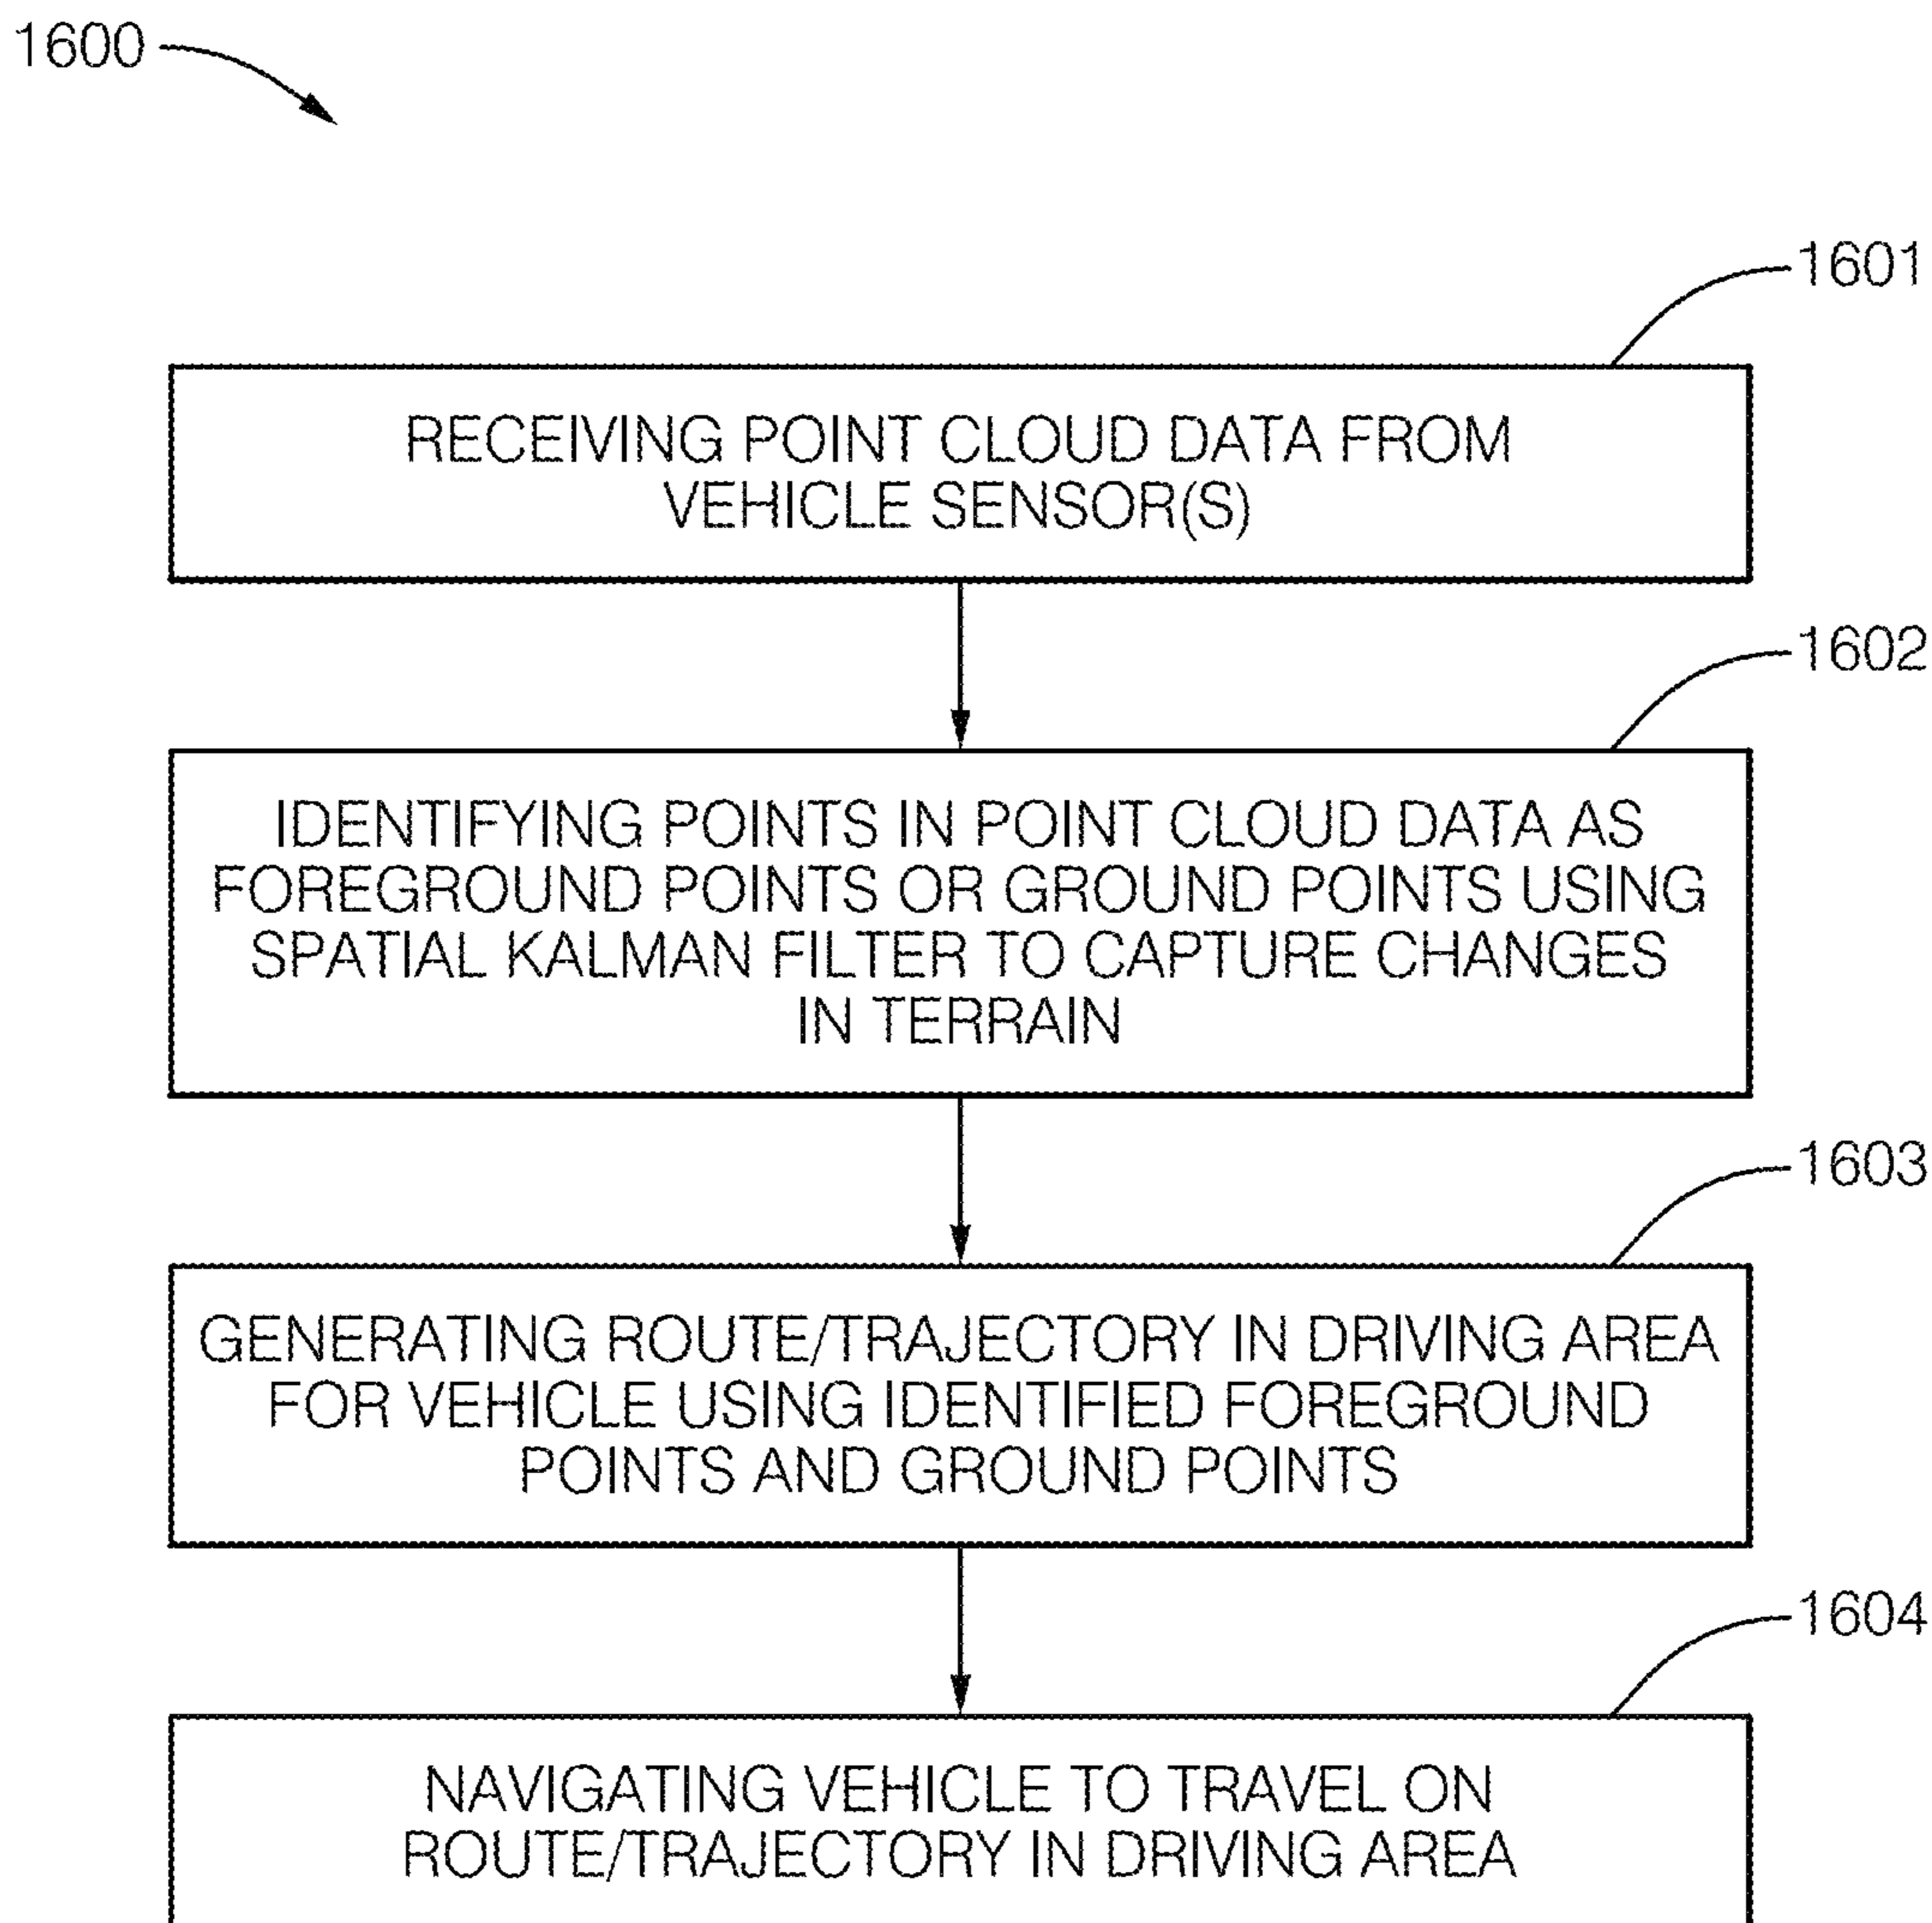 1600
1601
RECEIVING POINT CLOUD DATA FROM
VEHICLE SENSOR(S)
1602
IDENTIFYING POINTS IN POINT CLOUD DATA AS
FOREGROUND POINTS OR GROUND POINTS USING
SPATIAL KALMAN FILTER TO CAPTURE CHANGES
IN TERRAIN
1603
GENERATING ROUTE/TRAJECTORY IN DRIVING AREA
FOR VEHICLE USING IDENTIFIED FOREGROUND
POINTS AND GROUND POINTS
1604
NAVIGATING VEHICLE TO TRAVEL ON
ROUTE/TRAJECTORY IN DRIVING AREA